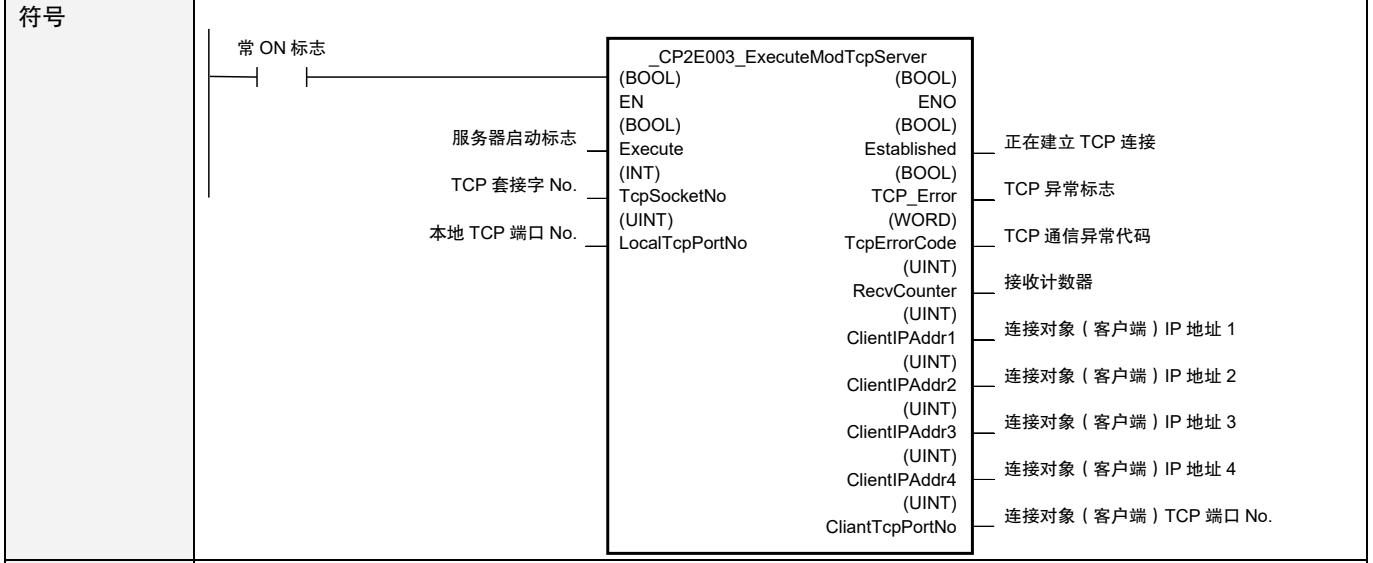 符号
常 ON 标志
_CP2E003_ExecuteModTcpServer
(BOOL) (BOOL)
EN ENO
(BOOL) (BOOL)
服务器启动标志 Execute Established 正在建立 TCP 连接
(INT) (BOOL)
TCP 套接字 No. TcpSocketNo TCP_Error TCP 异常标志
(UINT) (WORD)
本地 TCP 端口 No. LocalTcpPortNo TcpErrorCode TCP 通信异常代码
(UINT)
RecvCounter 接收计数器
(UINT)
ClientIPAddr1 连接对象（客户端）IP 地址 1
(UINT)
ClientIPAddr2 连接对象（客户端）IP 地址 2
(UINT)
ClientIPAddr3 连接对象（客户端）IP 地址 3
(UINT)
ClientIPAddr4 连接对象（客户端）IP 地址 4
(UINT)
CliantTcpPortNo 连接对象（客户端）TCP 端口 No.